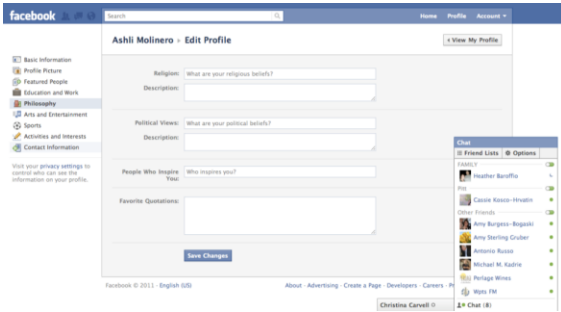 facebook
Search
Home Profile Account
Ashli Molinero › Edit Profile
View My Profile
Basic Information
Profile Picture
Featured People
Education and Work
Philosophy
Arts and Entertainment
Sports
Activities and Interests
Contact Information
Visit your privacy settings to
control who can see the
information on your profile.
Religion: What are your religious beliefs?
Description:
Political Views: What are your political beliefs?
Description:
People Who Inspire Who inspires you?
You:
Favorite Quotations:
Save Changes
Facebook © 2011 · English (US)
About · Advertising · Create a Page · Developers · Careers ·
Christina Carvell
Chat
Friend Lists Options
FAMILY
Heather Baroffio
Pitt
Cassie Kosco-Hrvatin
Other Friends
Amy Burgess-Bogaski
Amy Sterling Gruber
Antonio Russo
Michael M. Kadrie
Perlage Wines
Wpts FM
Chat (8)